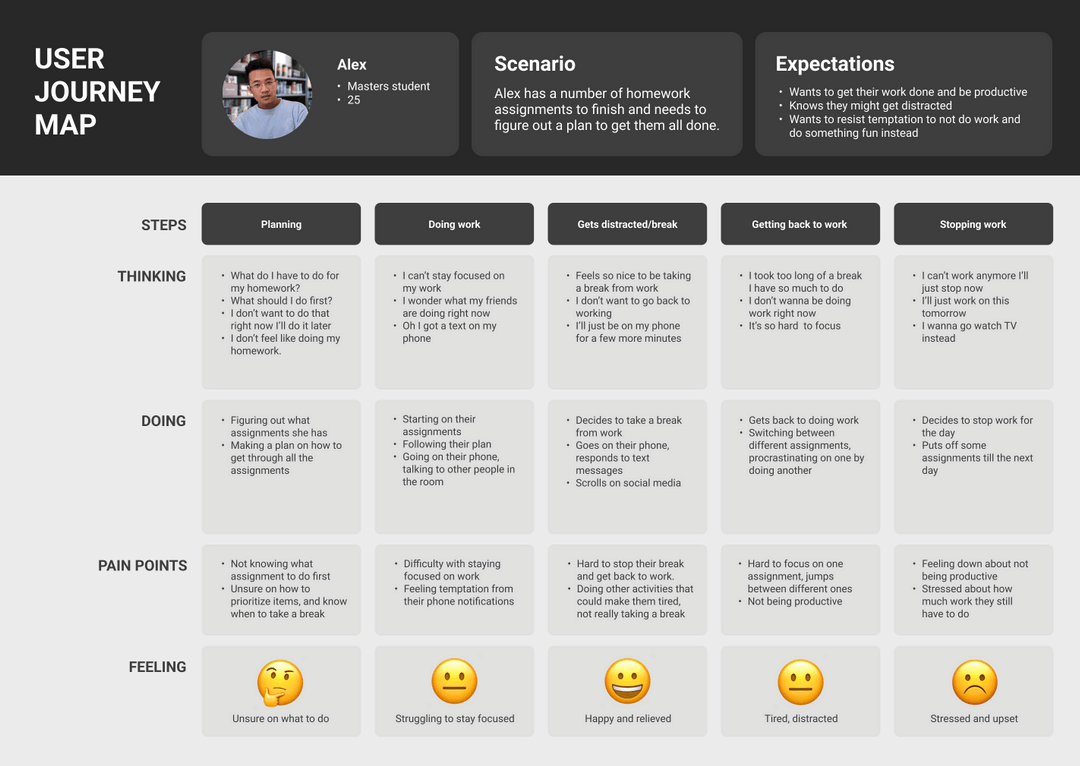 USER
JOURNEY
MAP
Alex
• Masters student
• 25
Scenario
Alex has a number of homework
assignments to finish and needs to
figure out a plan to get them all done.
Expectations
• Wants to get their work done and be productive
• Knows they might get distracted
• Wants to resist temptation to not do work and
do something fun instead
STEPS
Planning
Doing work
Gets distracted/break
Getting back to work
Stopping work
THINKING
• What do I have to do for
my homework?
• What should I do first?
• I don't want to do that
right now I'll do it later
• I don't feel like doing my
homework.
• I can't stay focused on
my work
• I wonder what my friends
are doing right now
• Oh I got a text on my
phone
• Feels so nice to be taking
a break from work
• I don't want to go back to
working
• I'll just be on my phone
for a few more minutes
• I took too long of a break
I have so much to do
• I don't wanna be doing
work right now
• It's so hard to focus
• I can't work anymore I'll
just stop now
• I'll just work on this
tomorrow
• I wanna go watch TV
instead
DOING
• Figuring out what
assignments she has
• Making a plan on how to
get through all the
assignments
• Starting on their
assignments
• Following their plan
• Going on their phone,
talking to other people in
the room
• Decides to take a break
from work
• Goes on their phone,
responds to text
messages
• Scrolls on social media
• Gets back to doing work
• Switching between
different assignments,
procrastinating on one by
doing another
• Decides to stop work for
the day
• Puts off some
assignments till the next
day
PAIN POINTS
• Not knowing what
assignment to do first
• Unsure on how to
prioritize items, and know
when to take a break
• Difficulty with staying
focused on work
• Feeling temptation from
their phone notifications
• Hard to stop their break
and get back to work.
• Doing other activities that
could make them tired,
not really taking a break
• Hard to focus on one
assignment, jumps
between different ones
• Not being productive
• Feeling down about not
being productive
• Stressed about how
much work they still
have to do
FEELING
Unsure on what to do
Struggling to stay focused
Happy and relieved
Tired, distracted
Stressed and upset